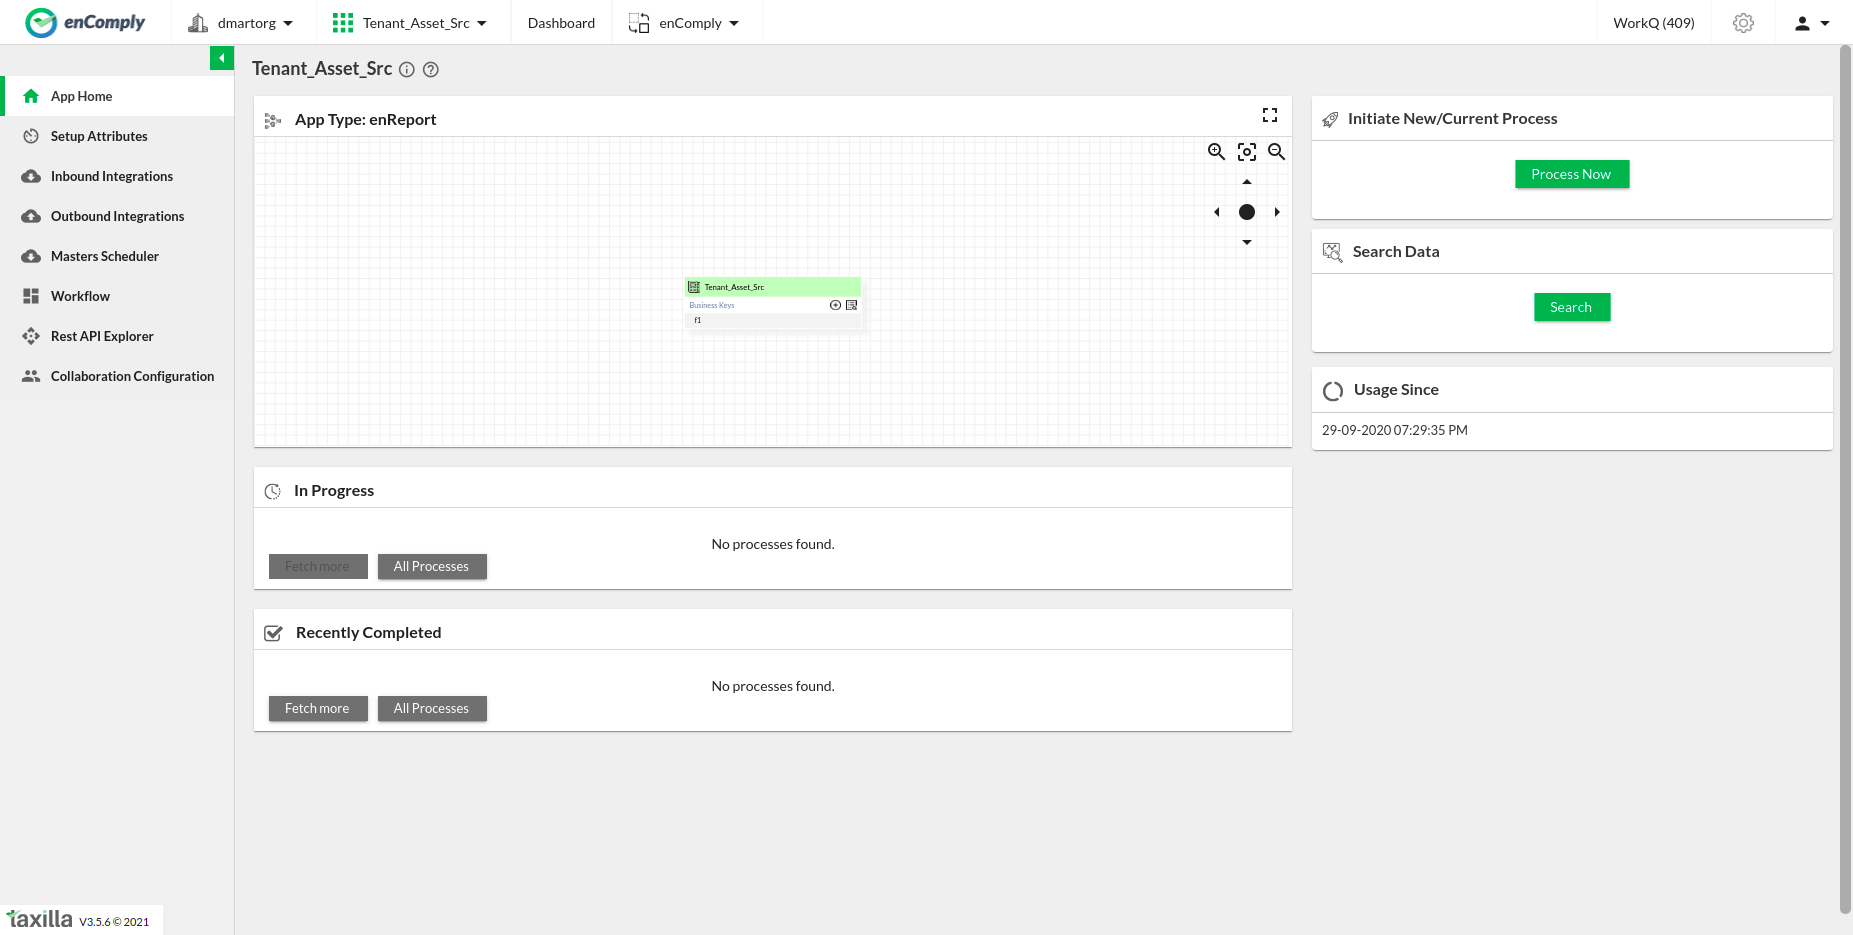 enComply
dmartorg
Tenant_Asset_Src
Dashboard
enComply
WorkQ (409)
App Home
Setup Attributes
Inbound Integrations
Outbound Integrations
Masters Scheduler
Workflow
Rest API Explorer
Collaboration Configuration
Tenant_Asset_Src
App Type: enReport
Tenant_Asset_Src
Business Keys
f1
In Progress
No processes found.
Fetch more
All Processes
Recently Completed
No processes found.
Fetch more
All Processes
Initiate New/Current Process
Process Now
Search Data
Search
Usage Since
29-09-2020 07:29:35 PM
taxilla V3.5.6 © 2021